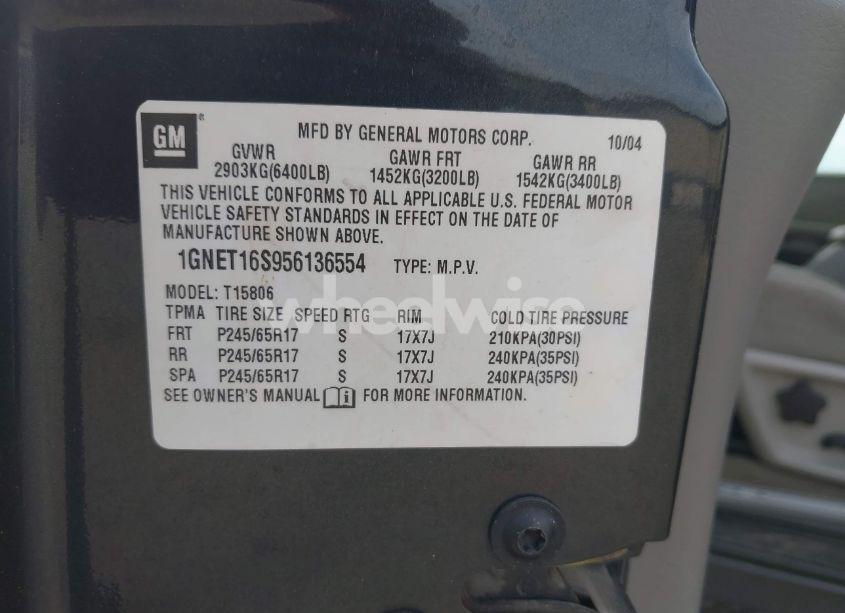 GM
MFD BY GENERAL MOTORS CORP. 10/04
GVWR GAWR FRT GAWR RR
2903KG(6400LB) 1452KG(3200LB) 1542KG(3400LB)
THIS VEHICLE CONFORMS TO ALL APPLICABLE U.S. FEDERAL MOTOR
VEHICLE SAFETY STANDARDS IN EFFECT ON THE DATE OF
MANUFACTURE SHOWN ABOVE.
1GNET16S956136554 TYPE: M.P.V.
MODEL: T15806
wheelwise
TPMA TIRE SIZE SPEED RTG RIM COLD TIRE PRESSURE
FRT P245/65R17 S 17X7J 210KPA(30PSI)
RR P245/65R17 S 17X7J 240KPA(35PSI)
SPA P245/65R17 S 17X7J 240KPA(35PSI)
SEE OWNER'S MANUAL FOR MORE INFORMATION.